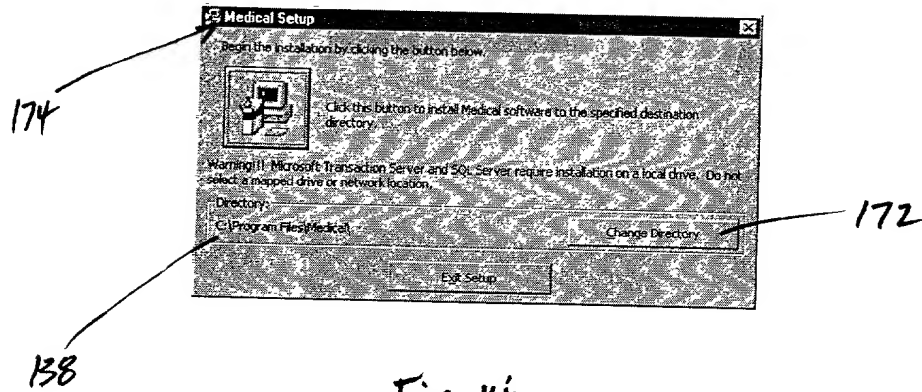 Medical Setup
Begin the installation by clicking the button below.
Click this button to install Medical software to the specified destination
directory.
Warning!!! Microsoft Transaction Server and SQL Server require installation on a local drive. Do not
select a mapped drive or network location.
Directory:
C:\Program Files\Medical\
Change Directory
Exit Setup
174
172
138
Fig.